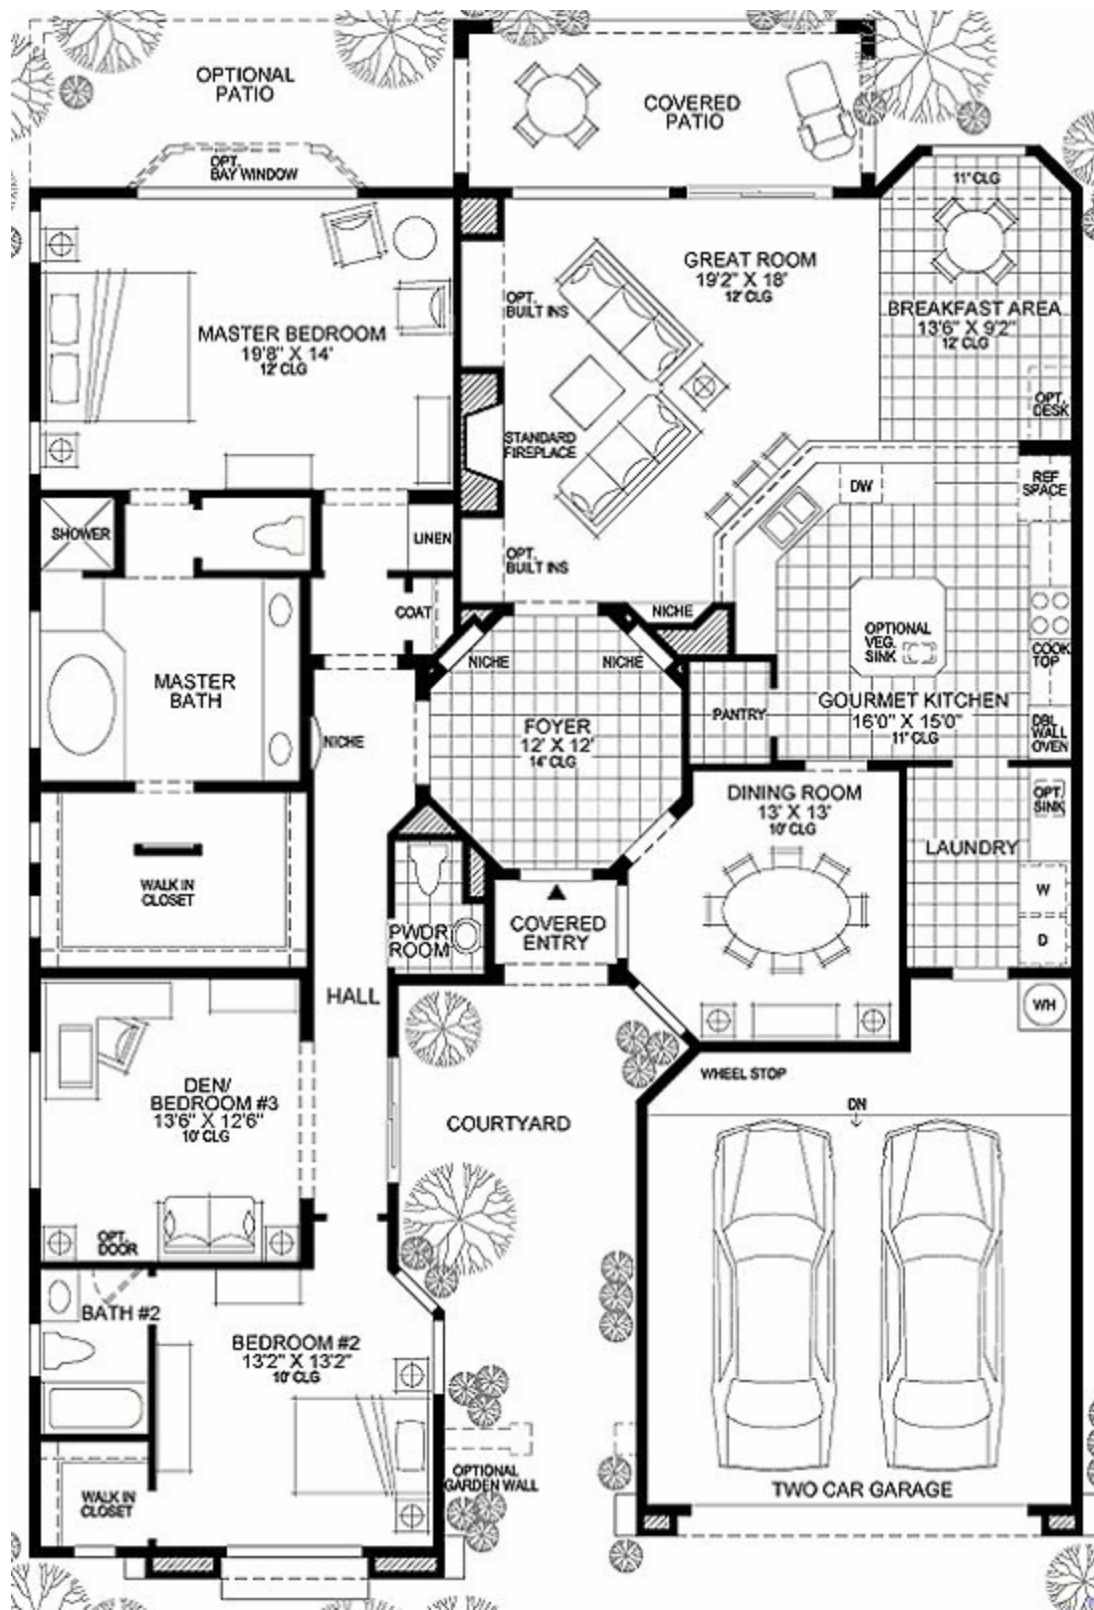 OPTIONAL
PATIO
COVERED
PATIO
OPT.
BAY WINDOW
11" CLG
GREAT ROOM
19'2" X 18'
12' CLG
OPT.
BUILT INS
BREAKFAST AREA
13'6" X 9'2"
12' CLG
MASTER BEDROOM
19'8" X 14'
12' CLG
OPT.
DESK
STANDARD
FIREPLACE
REF
SPACE
DW
SHOWER
LINEN
OPT.
BUILT INS
COAT
NICHE
OPTIONAL
VEG.
SINK
COOK
TOP
NICHE
NICHE
MASTER
BATH
GOURMET KITCHEN
16'0" X 15'0"
11" CLG
PANTRY
FOYER
12' X 12'
14' CLG
NICHE
DBL
WALL
OVEN
DINING ROOM
13' X 13'
10' CLG
OPT.
SINK
LAUNDRY
WALK IN
CLOSET
W
PWDR
ROOM
COVERED
ENTRY
D
HALL
WH
WHEEL STOP
DEN/
BEDROOM #3
13'6" X 12'6"
10' CLG
DN
COURTYARD
OPT.
DOOR
BATH #2
BEDROOM #2
13'2" X 13'2"
10' CLG
OPTIONAL
GARDEN WALL
WALK IN
CLOSET
TWO CAR GARAGE